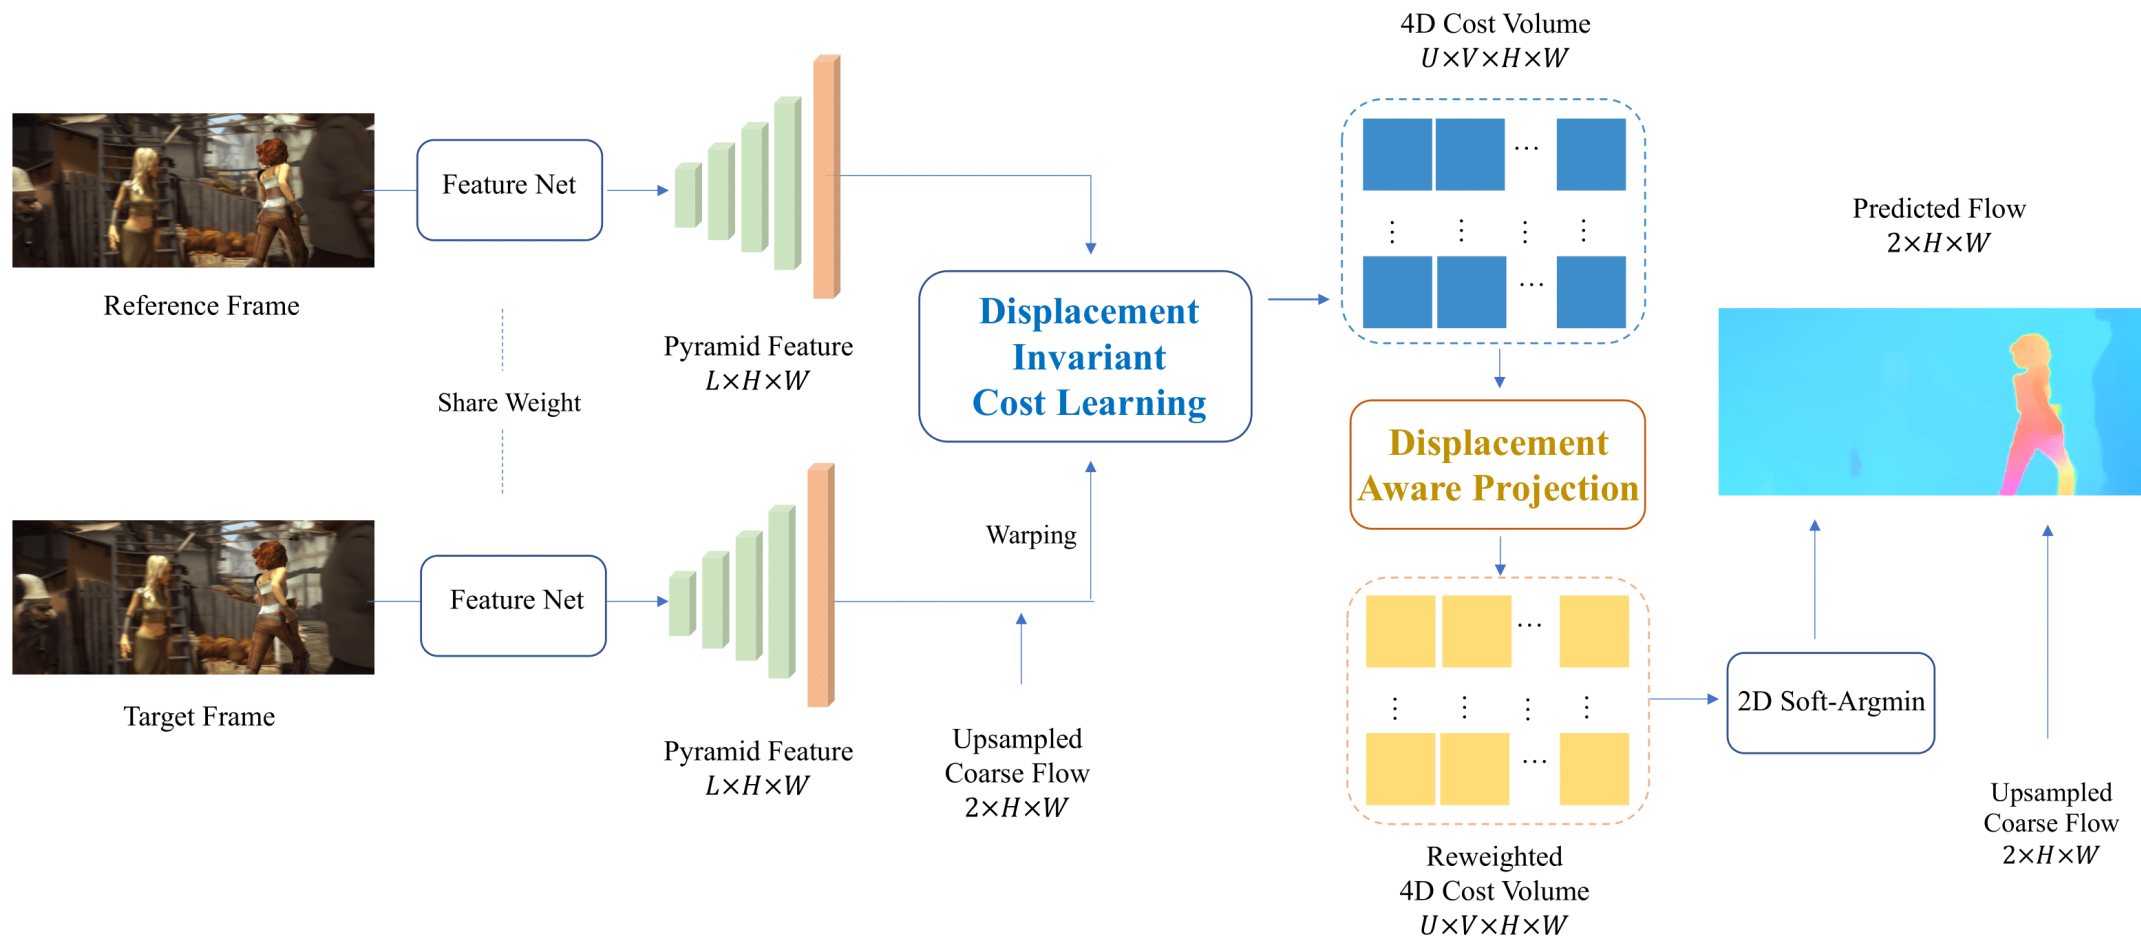 Reference Frame
Feature Net
Pyramid Feature
L×H×W
Share Weight
Target Frame
Feature Net
Pyramid Feature
L×H×W
Upsampled
Coarse Flow
2×H×W
Warping
Displacement
Invariant
Cost Learning
4D Cost Volume
U×V×H×W
... 
⋮ ⋮ ⋮ ⋮
...
Displacement
Aware Projection
...
⋮ ⋮ ⋮ ⋮
...
Reweighted
4D Cost Volume
U×V×H×W
2D Soft-Argmin
Predicted Flow
2×H×W
Upsampled
Coarse Flow
2×H×W